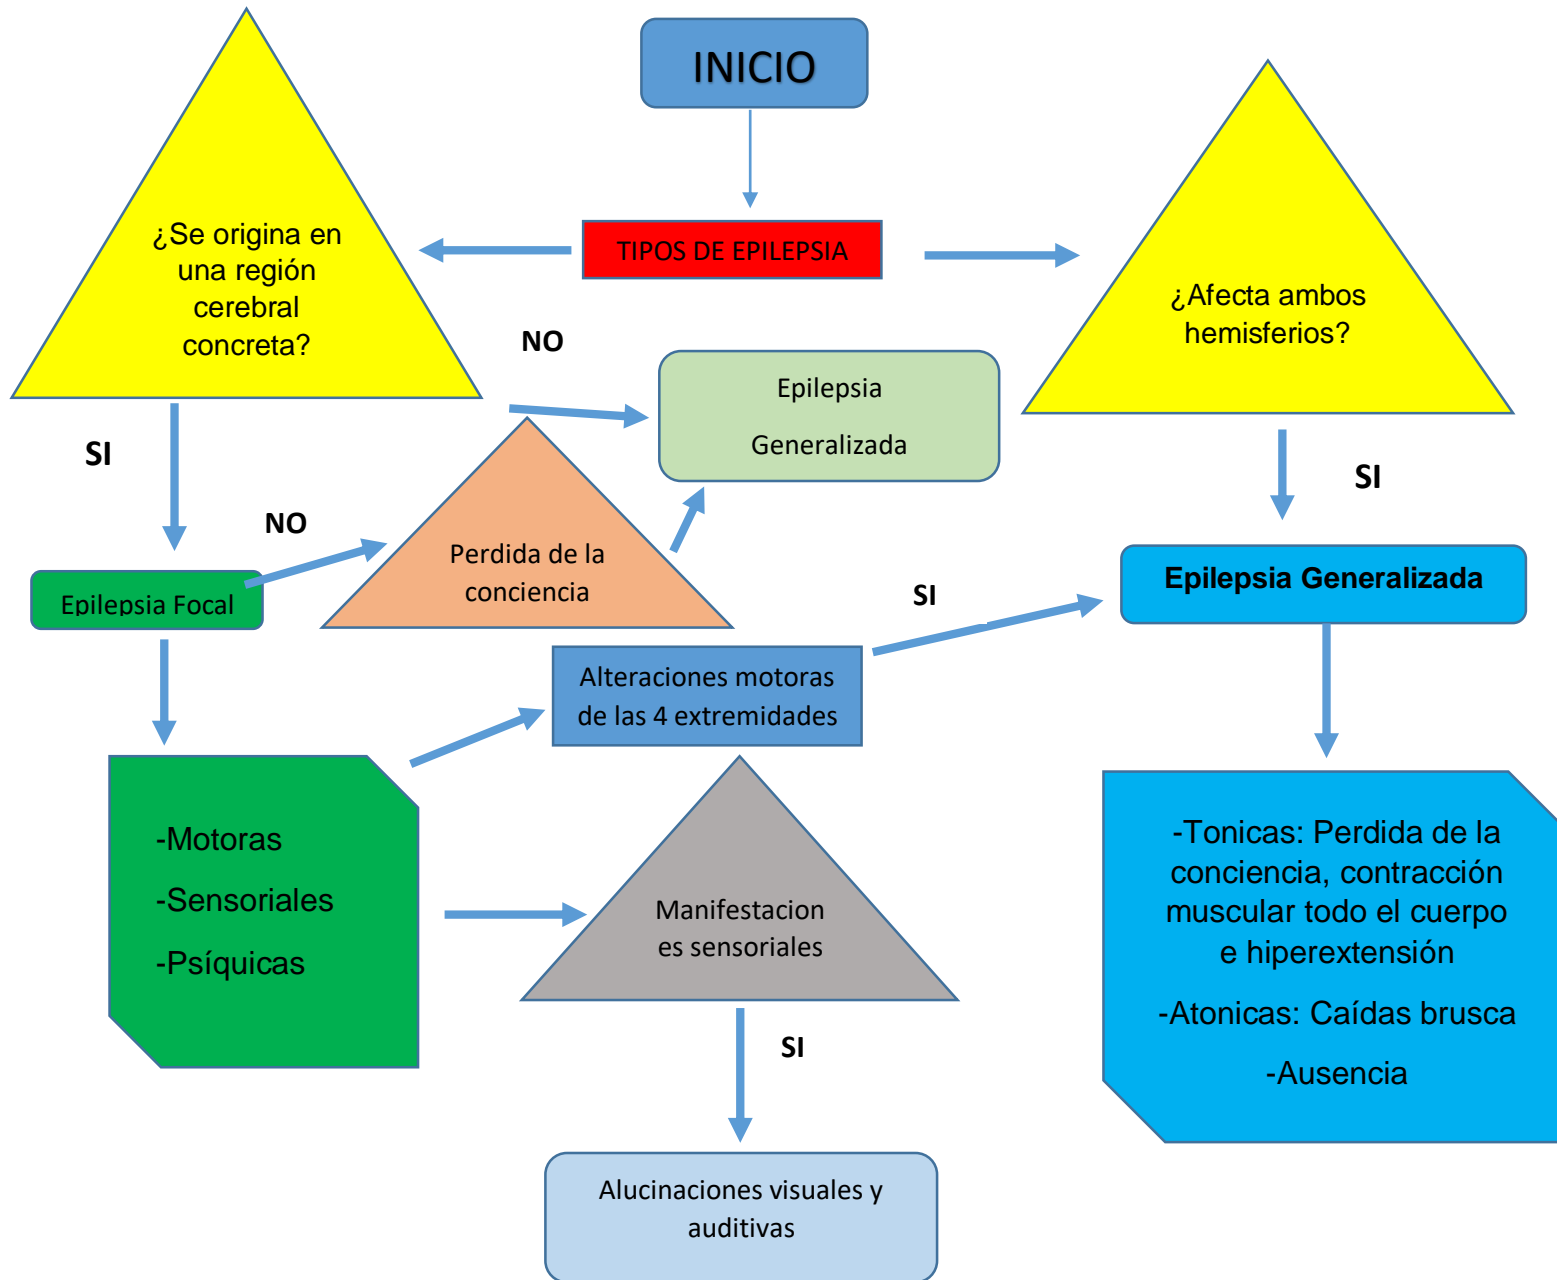 INICIO
TIPOS DE EPILEPSIA
¿Se origina en
una región
cerebral
concreta?
¿Afecta ambos
hemisferios?
NO
Epilepsia
Generalizada
SI
SI
NO
Perdida de la
conciencia
Epilepsia Focal
SI
Epilepsia Generalizada
Alteraciones motoras
de las 4 extremidades
-Motoras
-Sensoriales
-Psíquicas
Manifestacion
es sensoriales
-Tonicas: Perdida de la
conciencia, contracción
muscular todo el cuerpo
e hiperextensión
-Atonicas: Caídas brusca
-Ausencia
SI
Alucinaciones visuales y
auditivas